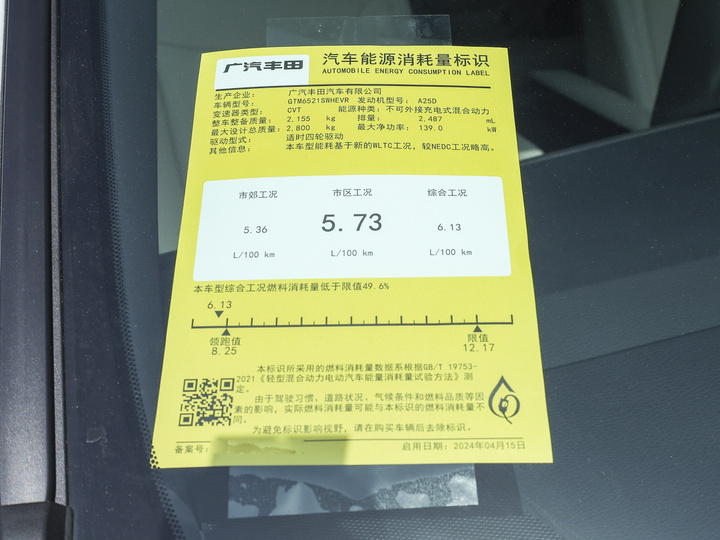 广汽丰田
汽车能源消耗量标识
AUTOMOBILE ENERGY CONSUMPTION LABEL
生产企业: 广汽丰田汽车有限公司
车辆型号: GTM6521SWHEVR 发动机型号: A25D
变速器类型: CVT 能源种类: 不可外接充电式混合动力
整车整备质量: 2,155 kg 排量: 2,487 mL
最大设计总质量: 2,800 kg 最大净功率: 139.0 kW
驱动型式: 适时四轮驱动
其他信息: 本车型能耗基于新的WLTC工况, 较NEDC工况略高。
市郊工况 市区工况 综合工况
5.36 5.73 6.13
L/100 km L/100 km L/100 km
本车型综合工况燃料消耗量低于限值49.6%
6.13
领跑值 限值
8.25 12.17
本标识所采用的燃料消耗量数据系根据GB/T 19753-
2021《轻型混合动力电动汽车能量消耗量试验方法》测
定。
由于驾驶习惯、道路状况、气候条件和燃料品质等因
素的影响, 实际燃料消耗量可能与本标识的燃料消耗量不
同。
为避免标识影响视野, 请在购买车辆后去除标识。
备案号: 启用日期: 2024年04月15日